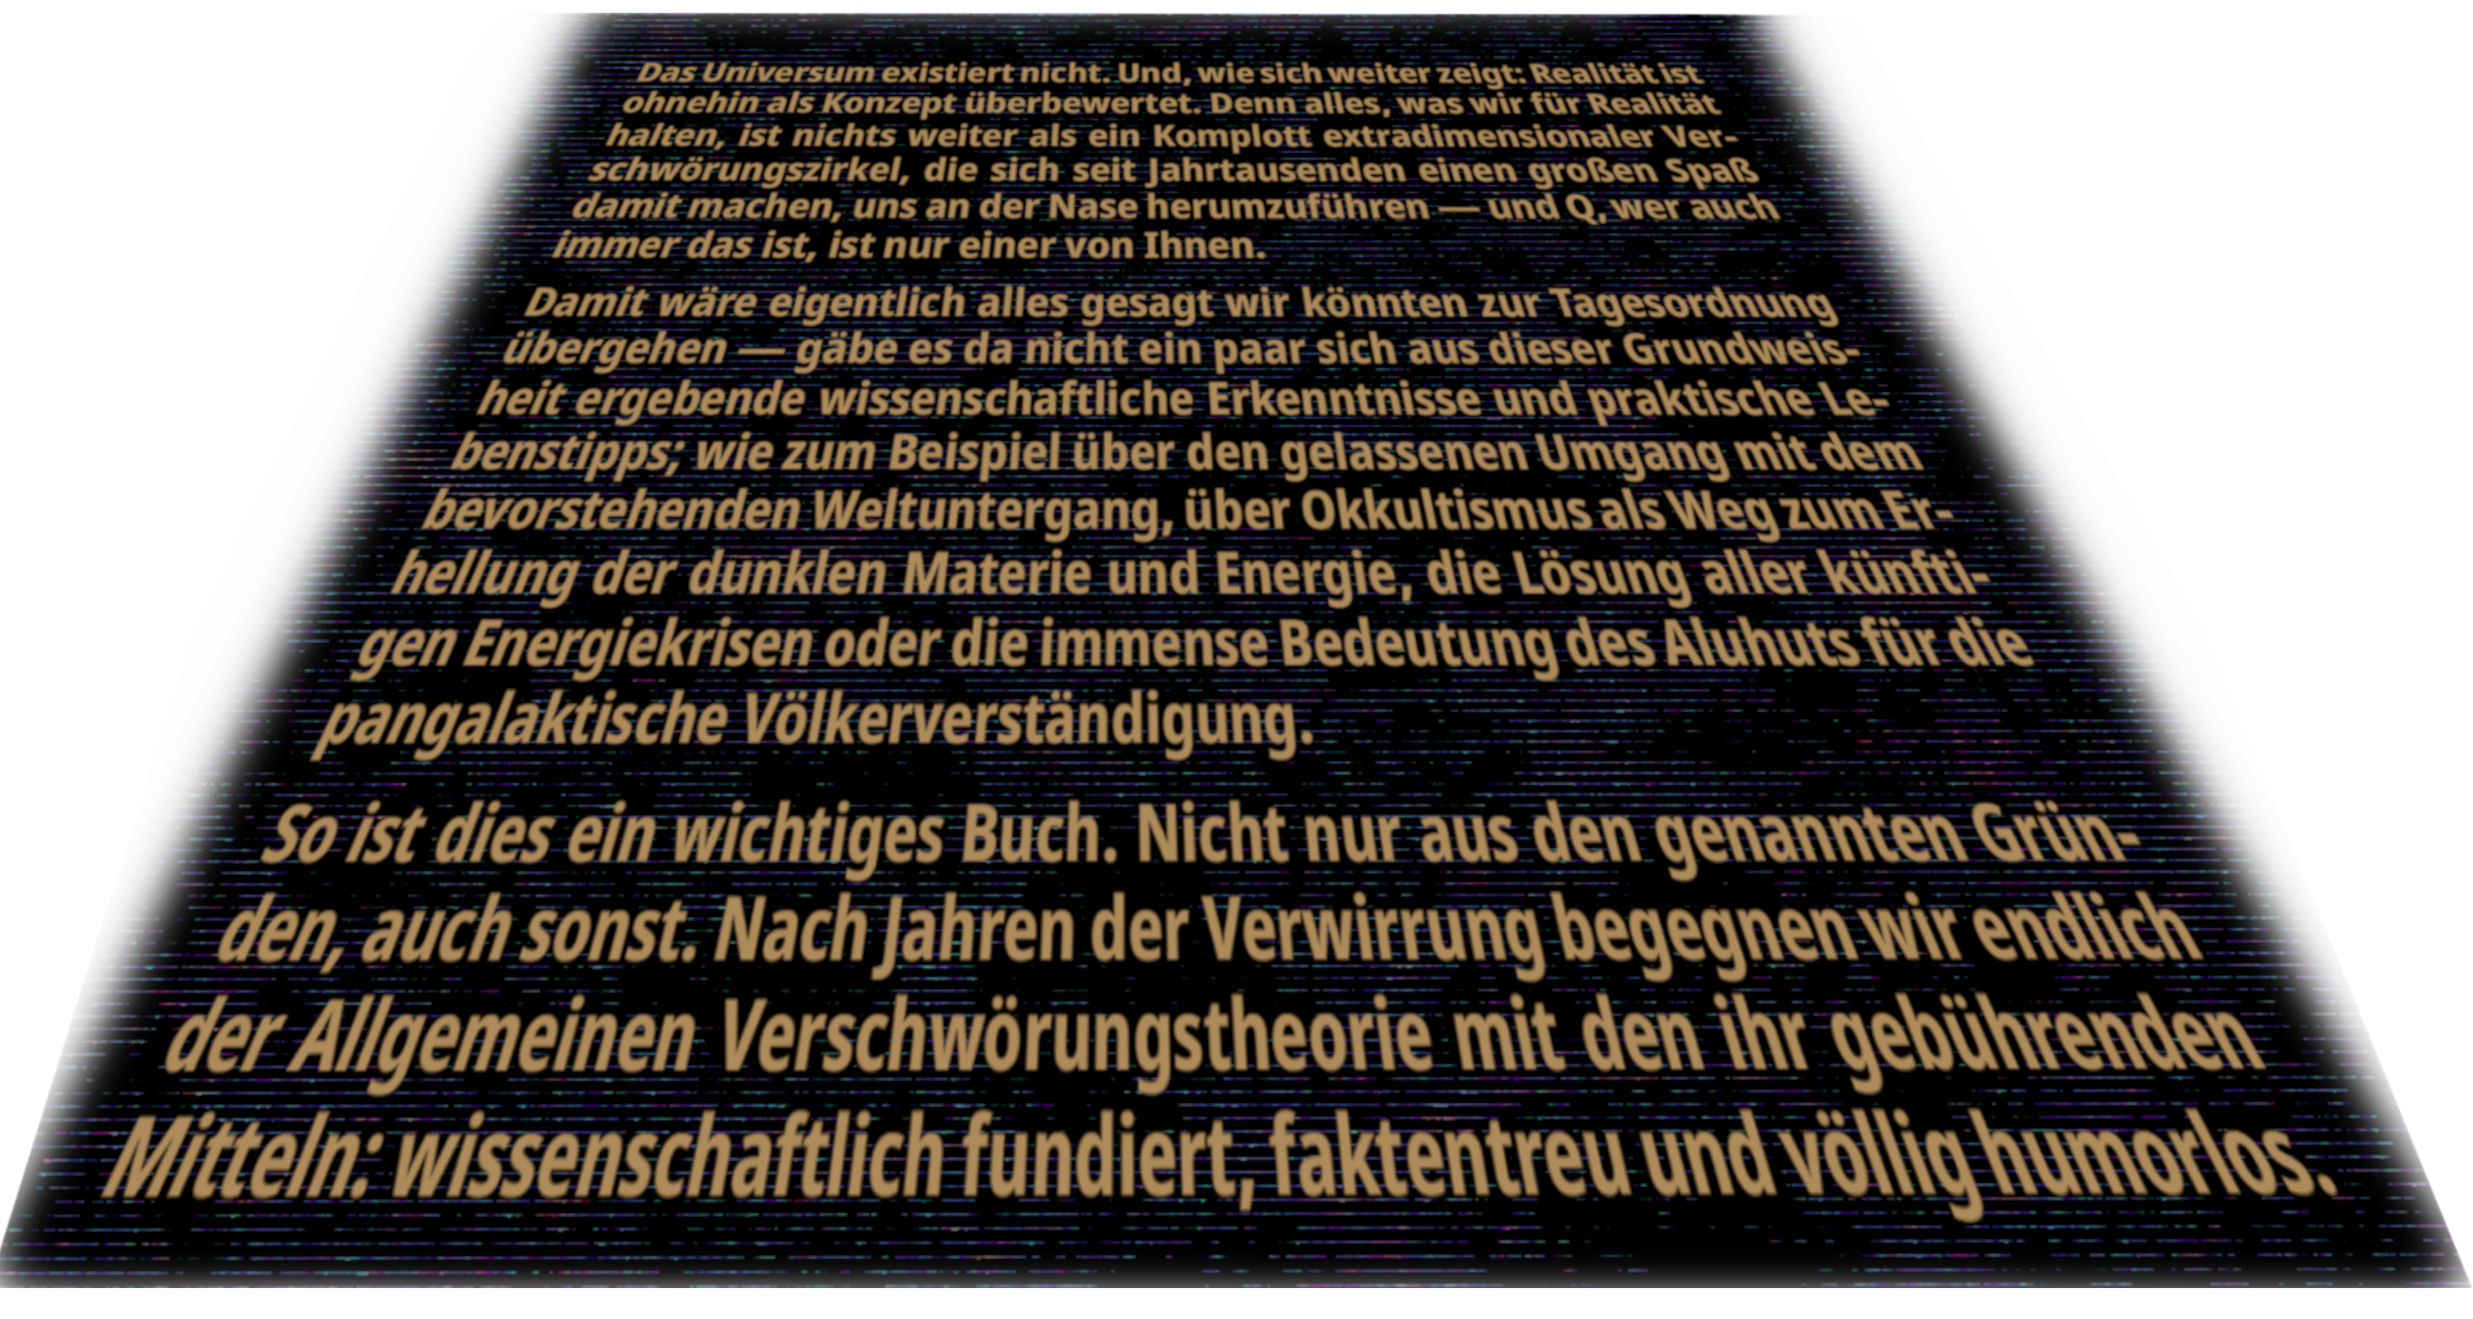 Das Universum existiert nicht. Und, wie sich weiter zeigt: Realität ist
ohnehin als Konzept überbewertet. Denn alles, was wir für Realität
halten, ist nichts weiter als ein Komplott extradimensionaler Ver-
schwörungszirkel, die sich seit Jahrtausenden einen großen Spaß
damit machen, uns an der Nase herumzuführen — und Q, wer auch
immer das ist, ist nur einer von Ihnen.
Damit wäre eigentlich alles gesagt wir könnten zur Tagesordnung
übergehen — gäbe es da nicht ein paar sich aus dieser Grundweis-
heit ergebende wissenschaftliche Erkenntnisse und praktische Le-
benstipps; wie zum Beispiel über den gelassenen Umgang mit dem
bevorstehenden Weltuntergang, über Okkultismus als Weg zum Er-
hellung der dunklen Materie und Energie, die Lösung aller künfti-
gen Energiekrisen oder die immense Bedeutung des Aluhuts für die
pangalaktische Völkerverständigung.
So ist dies ein wichtiges Buch. Nicht nur aus den genannten Grün-
den, auch sonst. Nach Jahren der Verwirrung begegnen wir endlich
der Allgemeinen Verschwörungstheorie mit den ihr gebührenden
Mitteln: wissenschaftlich fundiert, faktentreu und völlig humorlos.